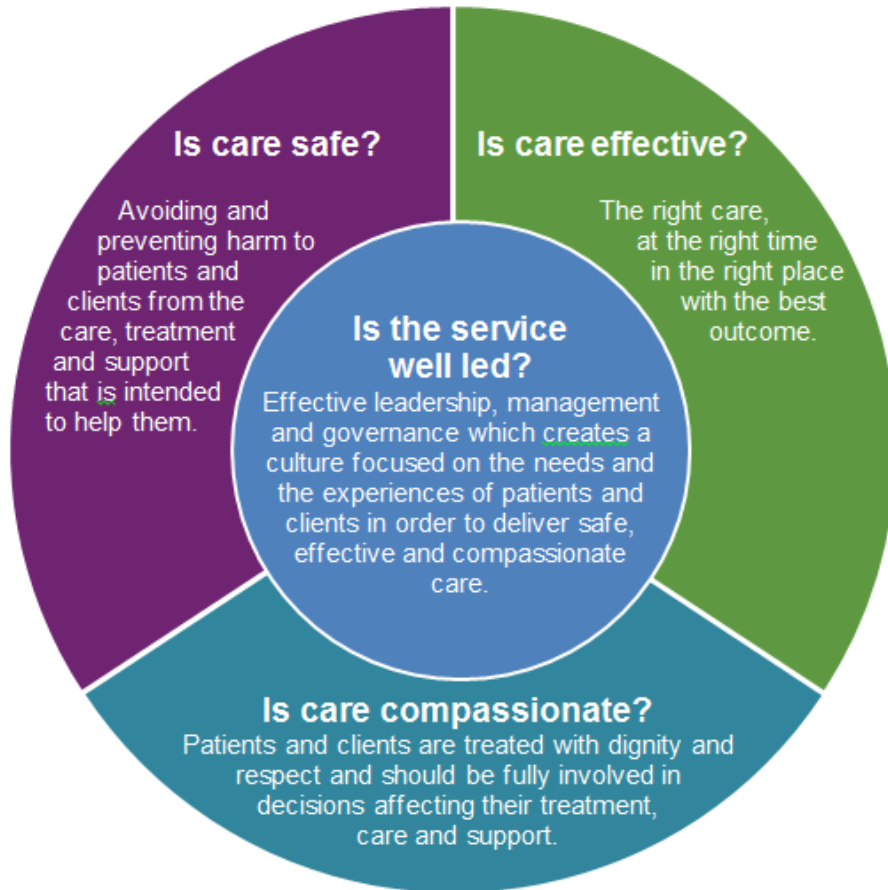 Is care safe?
Avoiding and
preventing harm to
patients and
clients from the
care, treatment
and support
that is intended
to help them.
Is care effective?
The right care,
at the right time
in the right place
with the best
outcome.
Is the service
well led?
Effective leadership, management
and governance which creates a
culture focused on the needs and
the experiences of patients and
clients in order to deliver safe,
effective and compassionate
care.
Is care compassionate?
Patients and clients are treated with dignity and
respect and should be fully involved in
decisions affecting their treatment,
care and support.